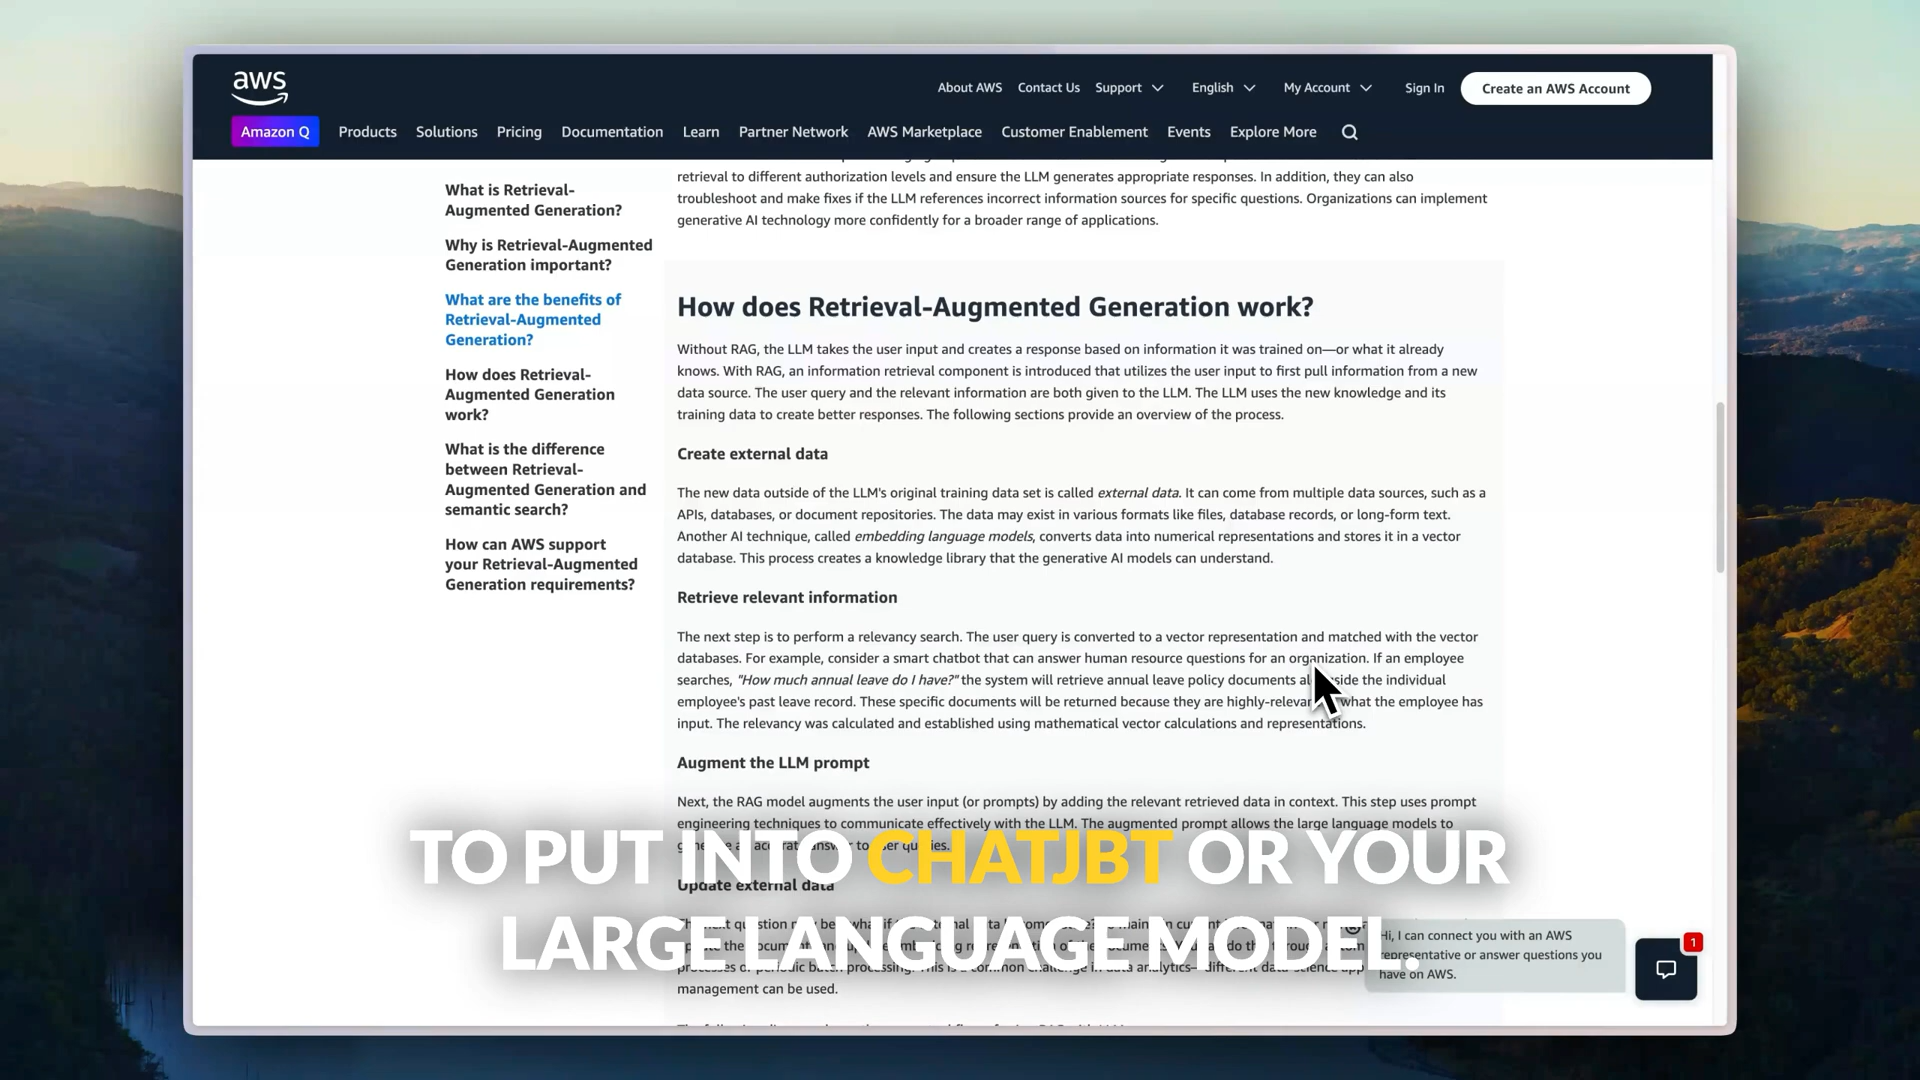 aws
About AWS Contact Us Support English My Account Sign In Create an AWS Account
Amazon Q Products Solutions Pricing Documentation Learn Partner Network AWS Marketplace Customer Enablement Events Explore More
What is Retrieval-
Augmented Generation?
Why is Retrieval-Augmented
Generation important?
What are the benefits of
Retrieval-Augmented
Generation?
How does Retrieval-
Augmented Generation
work?
What is the difference
between Retrieval-
Augmented Generation and
semantic search?
How can AWS support
your Retrieval-Augmented
Generation requirements?
retrieval to different authorization levels and ensure the LLM generates appropriate responses. In addition, they can also
troubleshoot and make fixes if the LLM references incorrect information sources for specific questions. Organizations can implement
generative AI technology more confidently for a broader range of applications.
How does Retrieval-Augmented Generation work?
Without RAG, the LLM takes the user input and creates a response based on information it was trained on—or what it already
knows. With RAG, an information retrieval component is introduced that utilizes the user input to first pull information from a new
data source. The user query and the relevant information are both given to the LLM. The LLM uses the new knowledge and its
training data to create better responses. The following sections provide an overview of the process.
Create external data
The new data outside of the LLM's original training data set is called external data. It can come from multiple data sources, such as a
APIs, databases, or document repositories. The data may exist in various formats like files, database records, or long-form text.
Another AI technique, called embedding language models, converts data into numerical representations and stores it in a vector
database. This process creates a knowledge library that the generative AI models can understand.
Retrieve relevant information
The next step is to perform a relevancy search. The user query is converted to a vector representation and matched with the vector
databases. For example, consider a smart chatbot that can answer human resource questions for an organization. If an employee
searches, "How much annual leave do I have?" the system will retrieve annual leave policy documents alongside the individual
employee's past leave record. These specific documents will be returned because they are highly-relevant what the employee has
input. The relevancy was calculated and established using mathematical vector calculations and representations.
Augment the LLM prompt
Next, the RAG model augments the user input (or prompts) by adding the relevant retrieved data in context. This step uses prompt
engineering techniques to communicate effectively with the LLM. The augmented prompt allows the large language models to
TO PUT INTO CHATJBT OR YOUR
Update external data
LARGE LANGUAGE MODEL.
management can be used.
Hi, I can connect you with an AWS
representative or answer questions you
have on AWS.
1